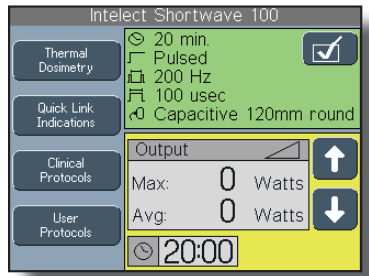 Intelect Shortwave 100
Thermal
Dosimetry
Quick Link
Indications
Clinical
Protocols
User
Protocols
20 min.
Pulsed
200 Hz
100 usec
Capacitive 120mm round
Output
Max: 0 Watts
Avg: 0 Watts
20:00